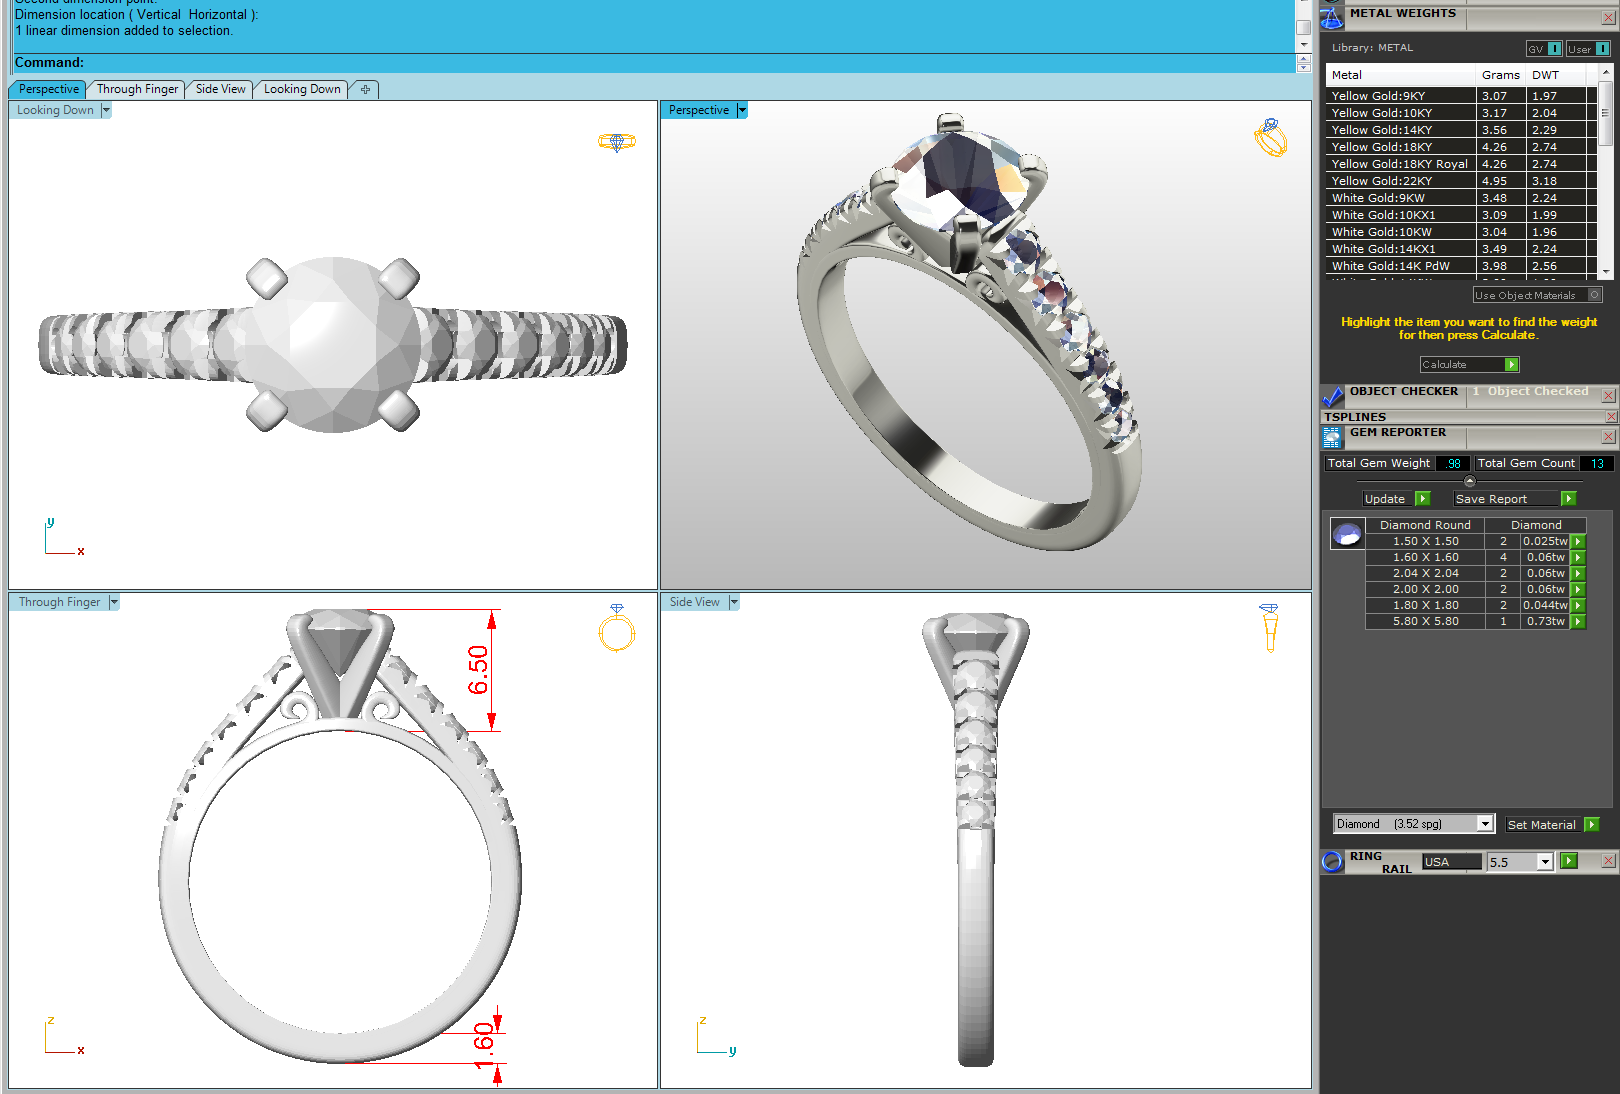 Second dimension point:
Dimension location ( Vertical  Horizontal ):
1 linear dimension added to selection.
Command:
Perspective
Through Finger
Side View
Looking Down
Looking Down
Perspective
y
x
Through Finger
6.50
1.60
z
x
Side View
z
y
METAL WEIGHTS
Library: METAL
GV I
User I
Metal Grams DWT
Yellow Gold:9KY 3.07 1.97
Yellow Gold:10KY 3.17 2.04
Yellow Gold:14KY 3.56 2.29
Yellow Gold:18KY 4.26 2.74
Yellow Gold:18KY Royal 4.26 2.74
Yellow Gold:22KY 4.95 3.18
White Gold:9KW 3.48 2.24
White Gold:10KX1 3.09 1.99
White Gold:10KW 3.04 1.96
White Gold:14KX1 3.49 2.24
White Gold:14K PdW 3.98 2.56
Use Object Materials O
Highlight the item you want to find the weight
for then press Calculate.
Calculate
OBJECT CHECKER 1 Object Checked
TSPLINES
GEM REPORTER
Total Gem Weight .98 Total Gem Count 13
Update Save Report
Diamond Round Diamond
1.50 X 1.50 2 0.025tw
1.60 X 1.60 4 0.06tw
2.04 X 2.04 2 0.06tw
2.00 X 2.00 2 0.06tw
1.80 X 1.80 2 0.044tw
5.80 X 5.80 1 0.73tw
Diamond (3.52 spg) Set Material
RING
RAIL
USA 5.5